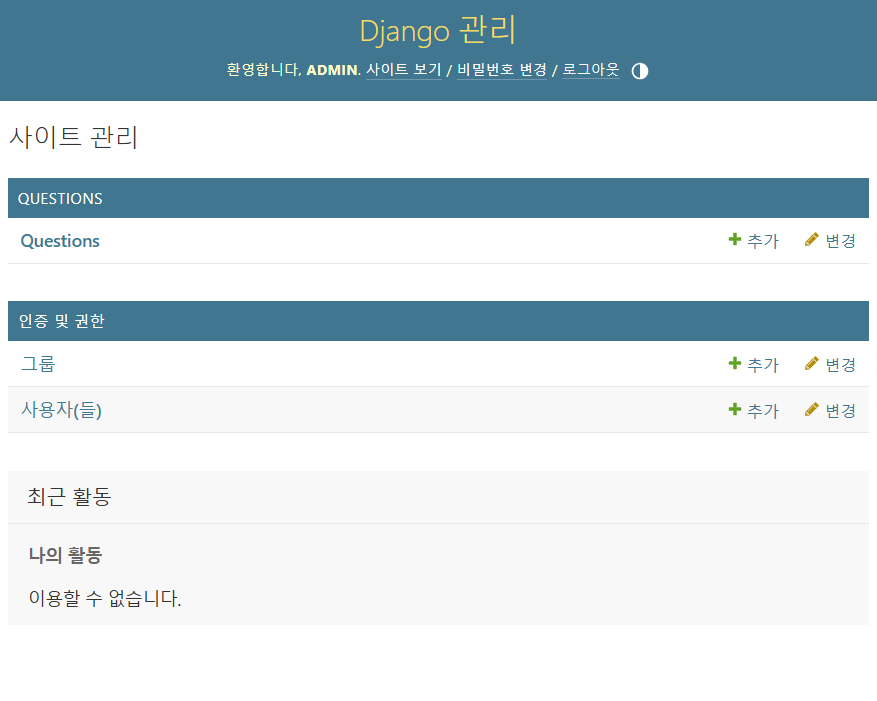 Django 관리
환영합니다, ADMIN. 사이트 보기 / 비밀번호 변경 / 로그아웃
사이트 관리
QUESTIONS
Questions 추가 변경
인증 및 권한
그룹 추가 변경
사용자(들) 추가 변경
최근 활동
나의 활동
이용할 수 없습니다.